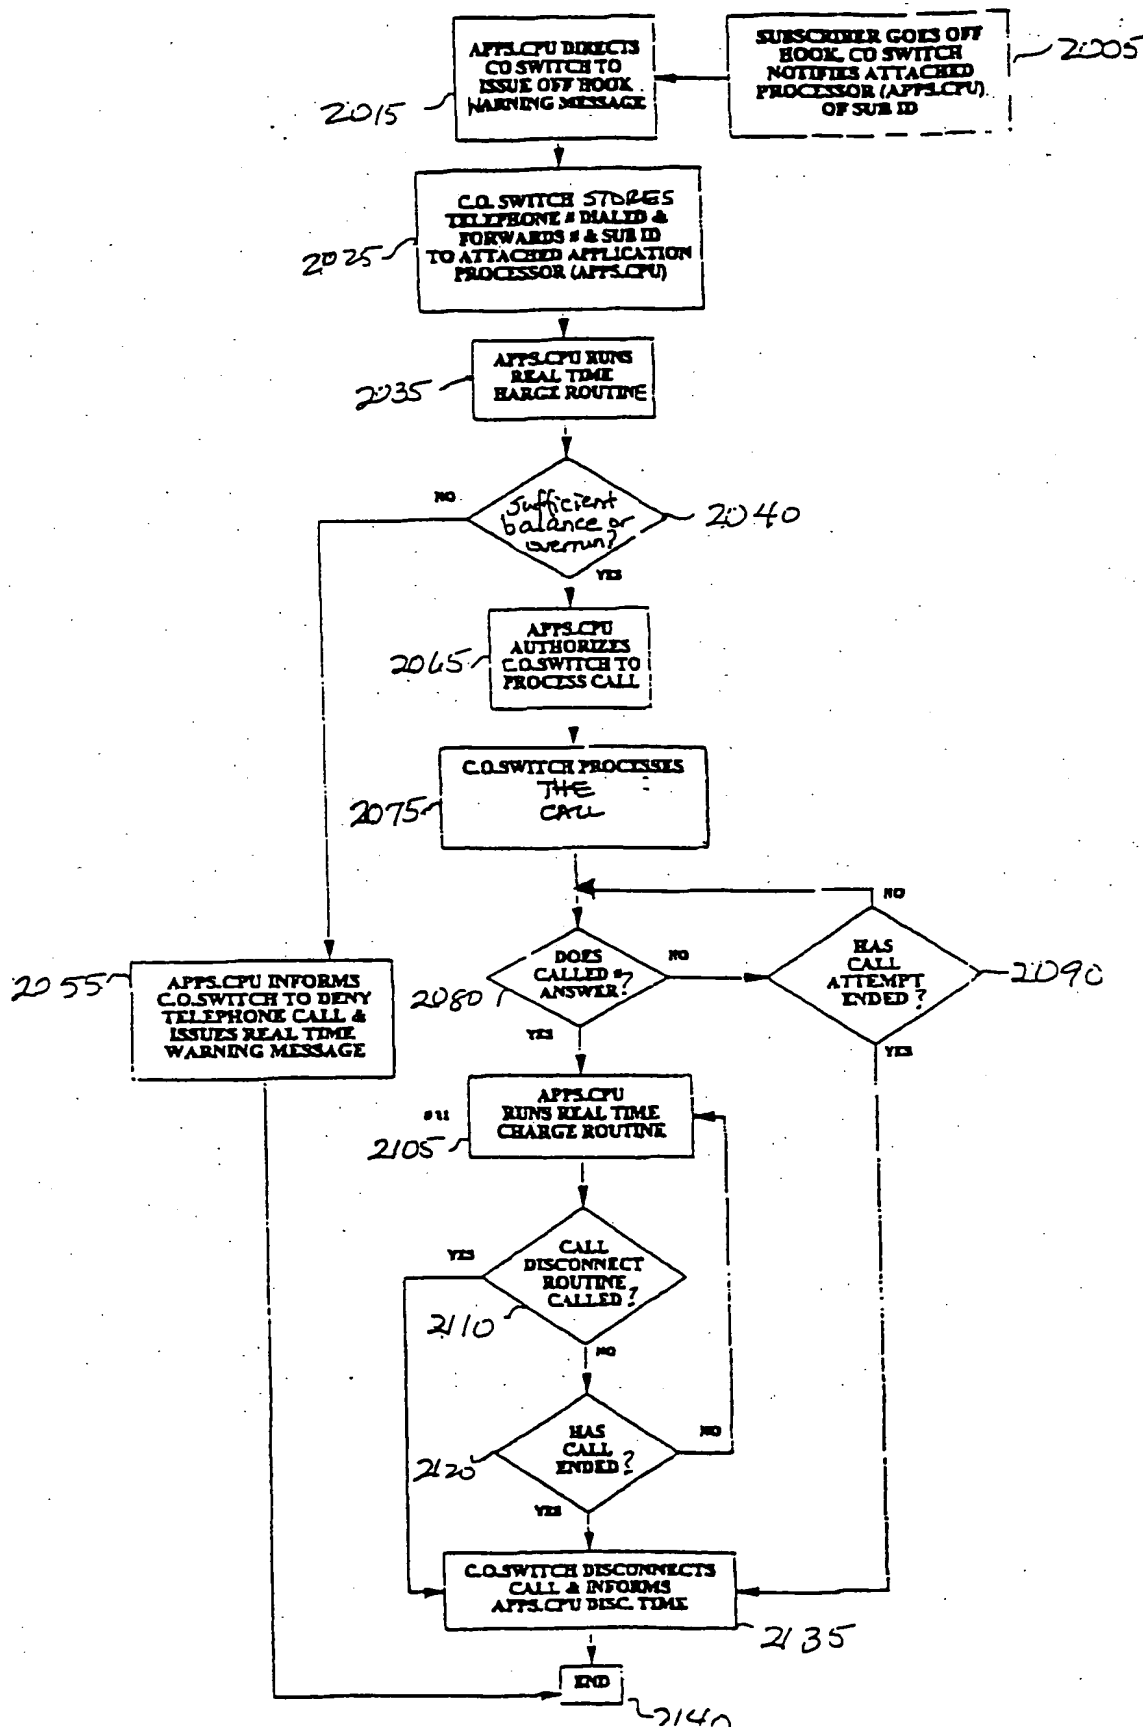 APPS.CPU DIRECTS
CO SWITCH TO
ISSUE OFF HOOK
WARNING MESSAGE
2015
SUBSCRIBER GOES OFF
HOOK. CO SWITCH
NOTIFIES ATTACHED
PROCESSOR (APPS.CPU)
OF SUB ID
2005
C.O. SWITCH STORES
TELEPHONE # DIALED &
FORWARDS # & SUB ID
TO ATTACHED APPLICATION
PROCESSOR (APPS.CPU)
2025
APPS.CPU RUNS
REAL TIME
HARGE ROUTINE
2035
NO
Sufficient
balance or
overrun?
2040
YES
APPS.CPU
AUTHORIZES
C.O.SWITCH TO
PROCESS CALL
2065
C.O.SWITCH PROCESSES
THE
CALL
2075
NO
DOES
CALLED #
ANSWER?
2080
NO
HAS
CALL
ATTEMPT
ENDED?
2090
YES
YES
2055
APPS.CPU INFORMS
C.O.SWITCH TO DENY
TELEPHONE CALL &
ISSUES REAL TIME
WARNING MESSAGE
APPS.CPU
RUNS REAL TIME
CHARGE ROUTINE
2105
YES
CALL
DISCONNECT
ROUTINE
CALLED?
2110
NO
HAS
CALL
ENDED?
2120
NO
YES
C.O.SWITCH DISCONNECTS
CALL & INFORMS
APPS.CPU DISC. TIME
2135
END
2140